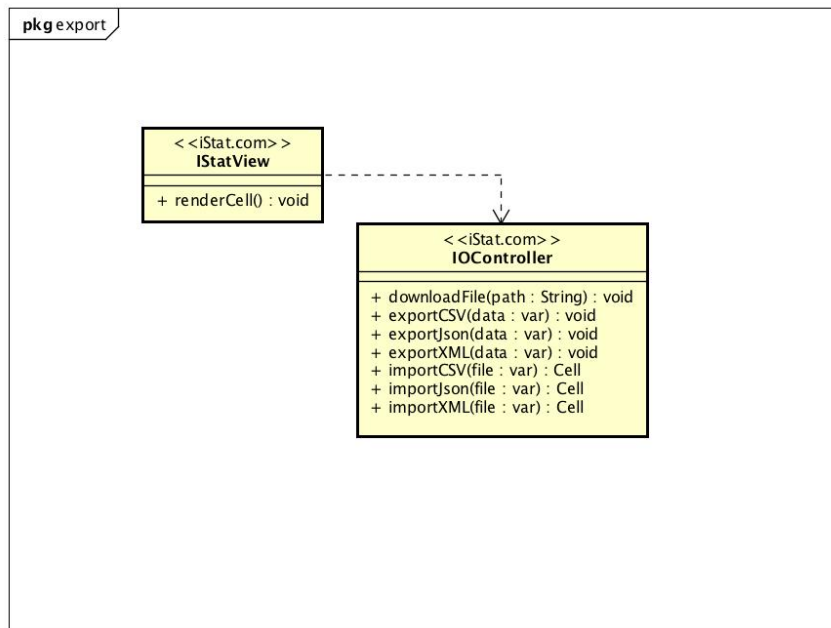 pkg export
<<iStat.com>>
IStatView
+ renderCell() : void
<<iStat.com>>
IOController
+ downloadFile(path : String) : void
+ exportCSV(data : var) : void
+ exportJson(data : var) : void
+ exportXML(data : var) : void
+ importCSV(file : var) : Cell
+ importJson(file : var) : Cell
+ importXML(file : var) : Cell